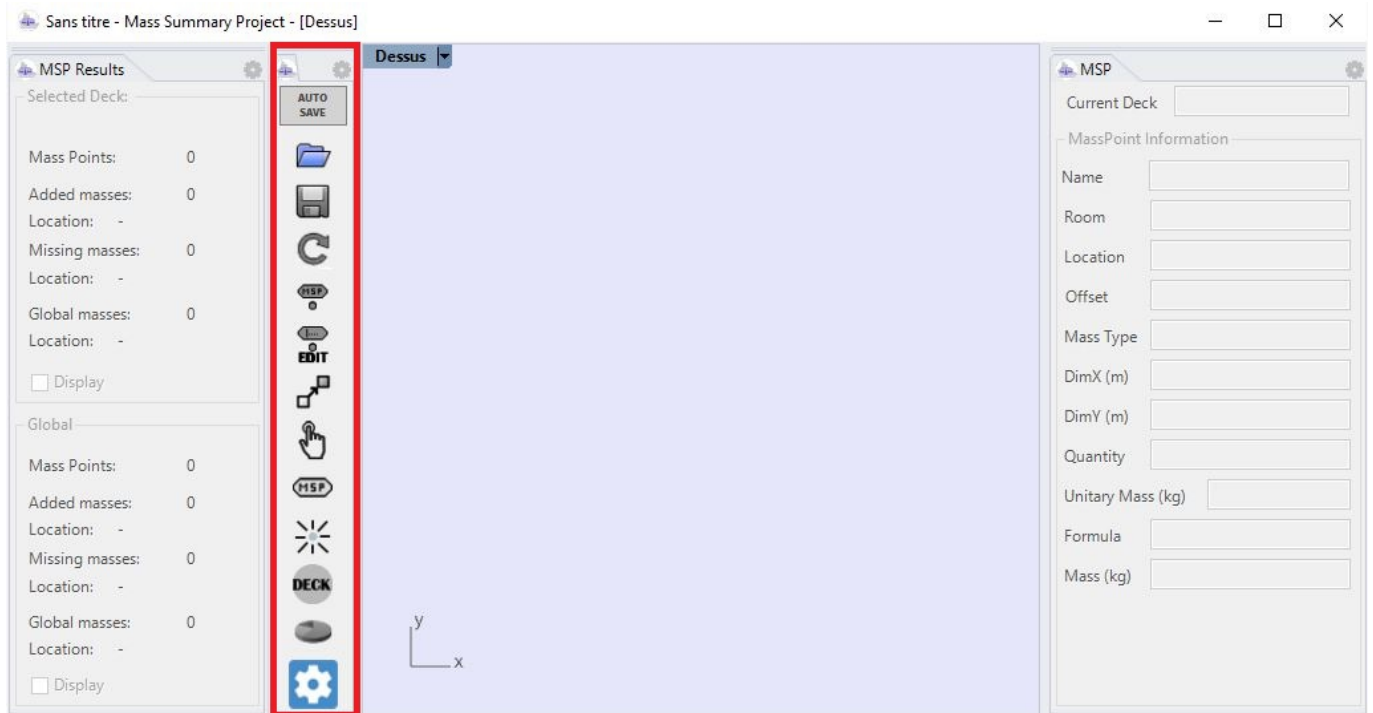 Sans titre - Mass Summary Project - [Dessus]
MSP Results
Selected Deck:
Mass Points: 0
Added masses: 0
Location: -
Missing masses: 0
Location: -
Global masses: 0
Location: -
Display
Global
Mass Points: 0
Added masses: 0
Location: -
Missing masses: 0
Location: -
Global masses: 0
Location: -
Display
AUTO
SAVE
MSP
EDIT
MSP
DECK
Dessus
y
x
MSP
Current Deck
MassPoint Information
Name
Room
Location
Offset
Mass Type
DimX (m)
DimY (m)
Quantity
Unitary Mass (kg)
Formula
Mass (kg)